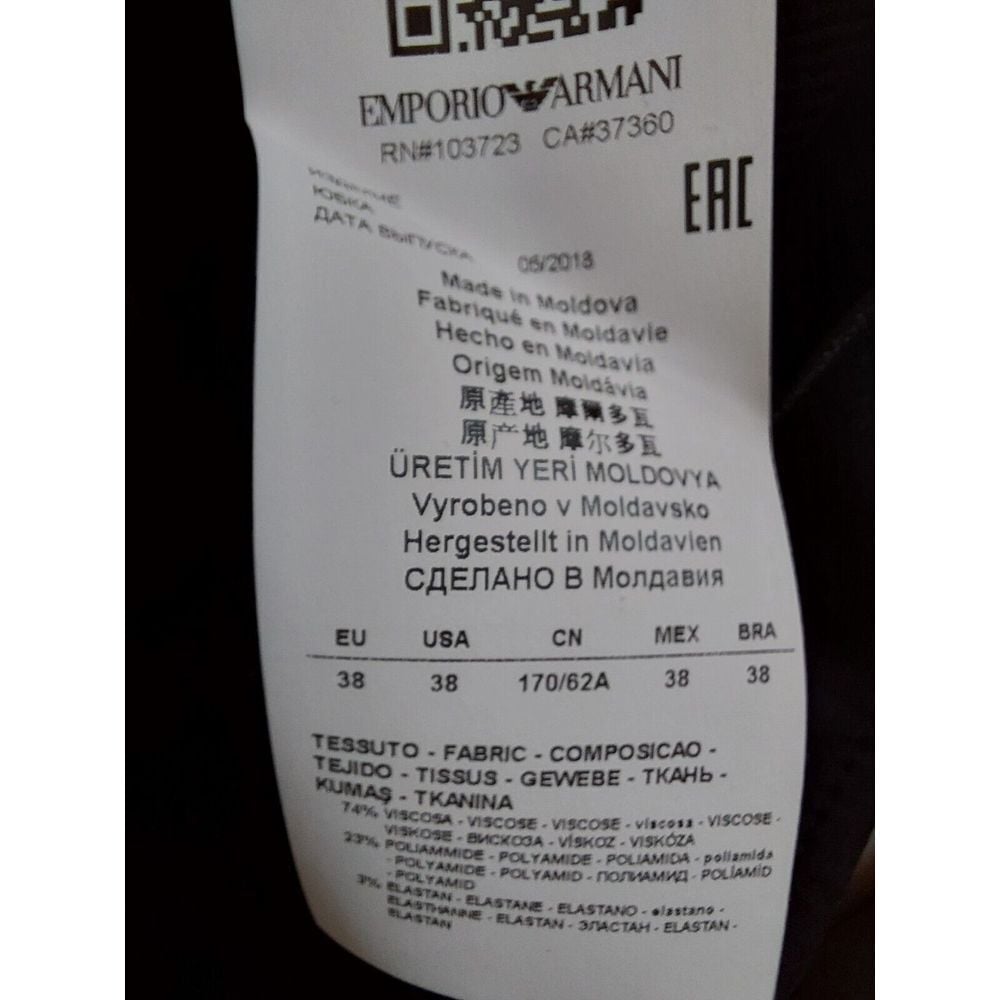 EMPORIO ARMANI
RN#103723 CA#37360
EAC
ИЗДЕЛИЕ
ЮБКА
ДАТА ВЫПУСКА 06/2018
Made in Moldova
Fabriqué en Moldavie
Hecho en Moldavia
Origem Moldávia
原產地 摩爾多瓦
原产地 摩尔多瓦
ÜRETİM YERİ MOLDOVYA
Vyrobeno v Moldavsko
Hergestellt in Moldavien
СДЕЛАНО В Молдавия
EU USA CN MEX BRA
38 38 170/62A 38 38
TESSUTO - FABRIC - COMPOSICAO -
TEJIDO - TISSUS - GEWEBE - ТКАНЬ -
KUMAŞ - TKANINA
74% VISCOSA - VISCOSE - VISCOSE - viscosa - VISCOSE -
VISKOSE - ВИСКОЗА - VİSKOZ - VISKÓZA
23% POLIAMMIDE - POLYAMIDE - POLIAMIDA - poliamida
- POLYAMIDE - POLYAMID - ПОЛИАМИД - POLİAMİD
- POLYAMID
3% ELASTAN - ELASTANE - ELASTANO - elastano -
ELASTHANNE - ELASTAN - ЭЛАСТАН - ELASTAN -
ELASTAN